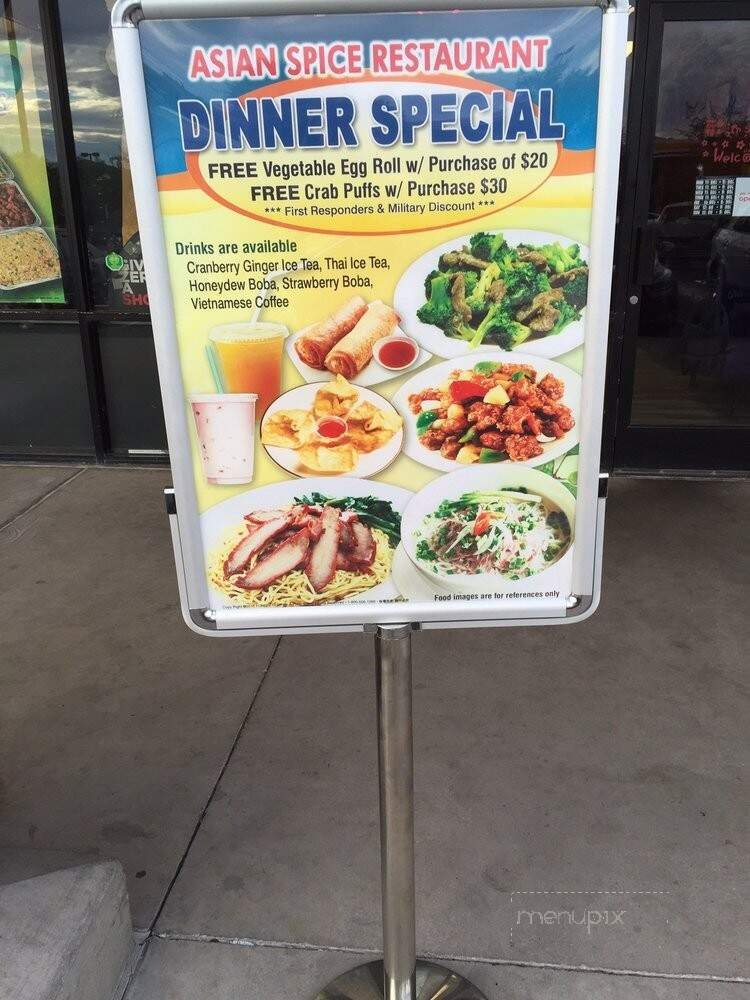 ASIAN SPICE RESTAURANT
DINNER SPECIAL
FREE Vegetable Egg Roll w/ Purchase of $20
FREE Crab Puffs w/ Purchase $30
*** First Responders & Military Discount ***
Drinks are available
Cranberry Ginger Ice Tea, Thai Ice Tea,
Honeydew Boba, Strawberry Boba,
Vietnamese Coffee
Food images are for references only
Welc
menupix